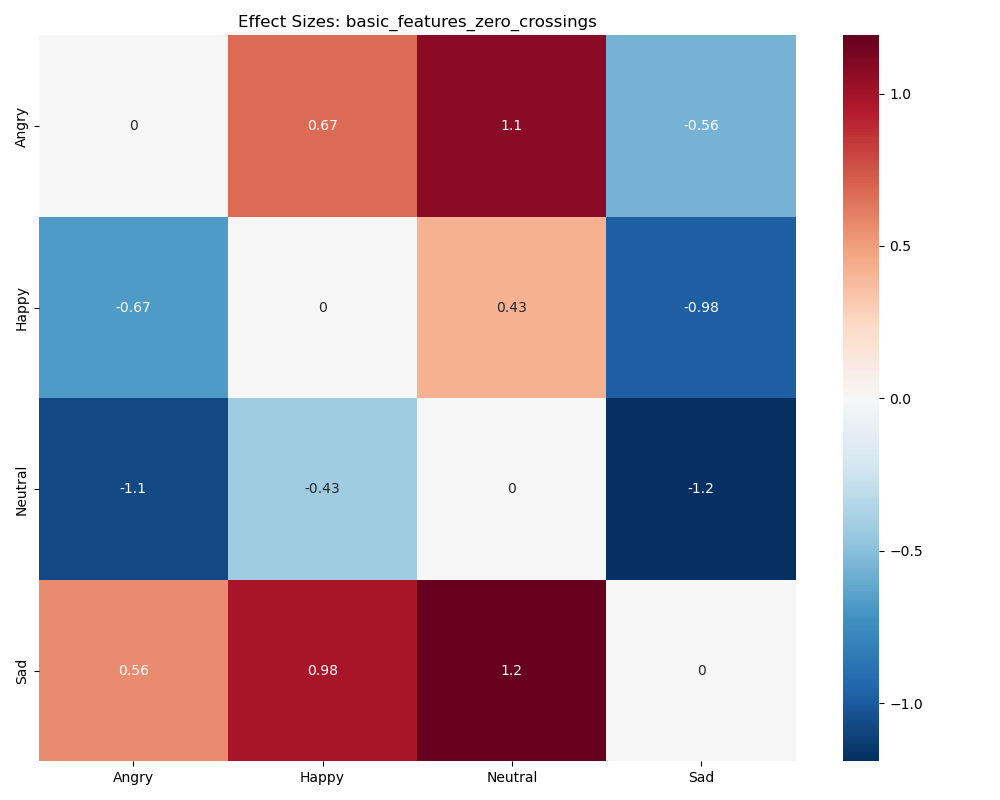 Effect Sizes: basic_features_zero_crossings
Angry
0
0.67
1.1
-0.56
Happy
-0.67
0
0.43
-0.98
Neutral
-1.1
-0.43
0
-1.2
Sad
0.56
0.98
1.2
0
Angry
Happy
Neutral
Sad
1.0
0.5
0.0
−0.5
−1.0